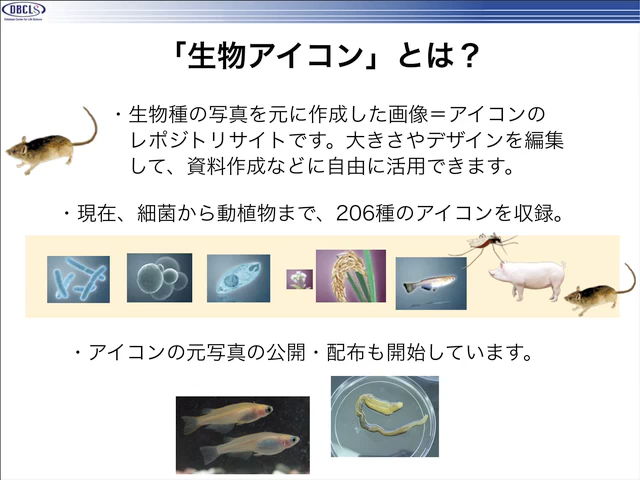 DBCLS
Database Center for Life Science
「生物アイコン」とは？
・生物種の写真を元に作成した画像＝アイコンの
レポジトリサイトです。大きさやデザインを編集
して、資料作成などに自由に活用できます。
・現在、細菌から動植物まで、206種のアイコンを収録。
・アイコンの元写真の公開・配布も開始しています。